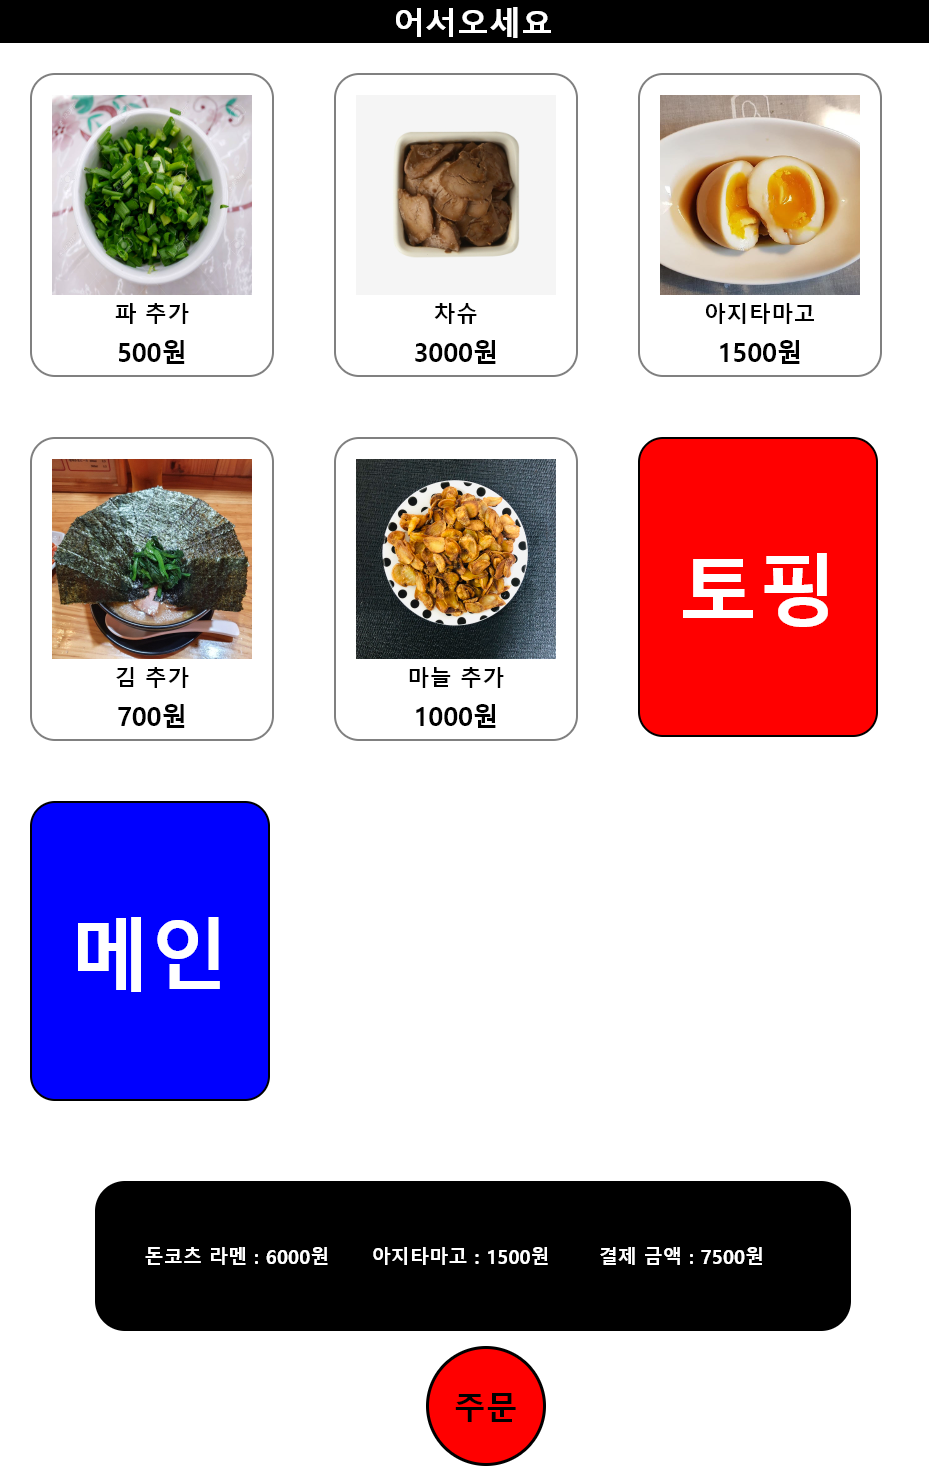 어서오세요
파 추가
500원
차슈
3000원
아지타마고
1500원
김 추가
700원
마늘 추가
1000원
토핑
메인
돈코츠 라멘 : 6000원 아지타마고 : 1500원 결제 금액 : 7500원
주문